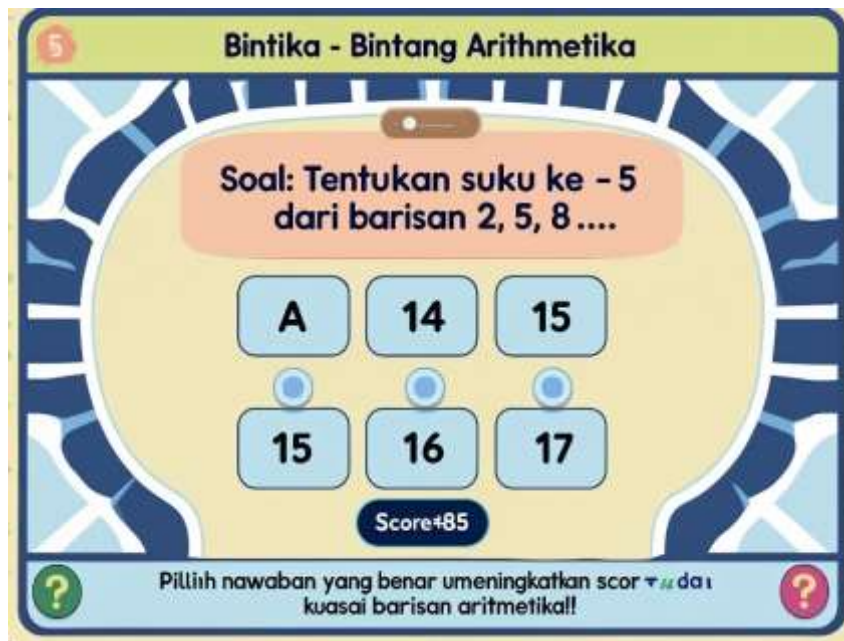 5
Bintika - Bintang Arithmetika
Soal: Tentukan suku ke - 5
dari barisan 2, 5, 8 ....
A 14 15
15 16 17
Score‡85
? Pilliıh nawaban yang benar umeningkatkan scor ?
kuasai barisan aritmetika!!